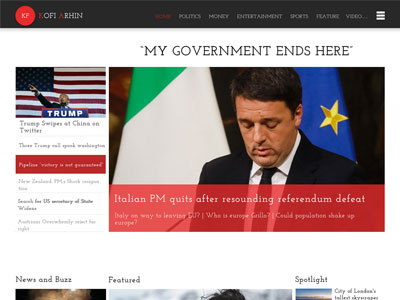 KF KOFI ARHIN
HOME POLITICS MONEY ENTERTAINMENT SPORTS FEATURE VIDEO....
“MY GOVERNMENT ENDS HERE”
TRUMP
Trump Swipes at China on
Twitter
Three Trump call speak washington
Pipeline 'victory is not guaranteed'
New Zealand PM's Shock resigna
tion
Search for US secretary of State
Widens
Austrians Overwhemly reject far
right
Italian PM quits after resounding referendum defeat
Italy on way to leaving EU? | Who is europe Grillo? | Could population shake up
europe?
News and Buzz
Featured
Spotlight
City of London's
tallest skyscraper